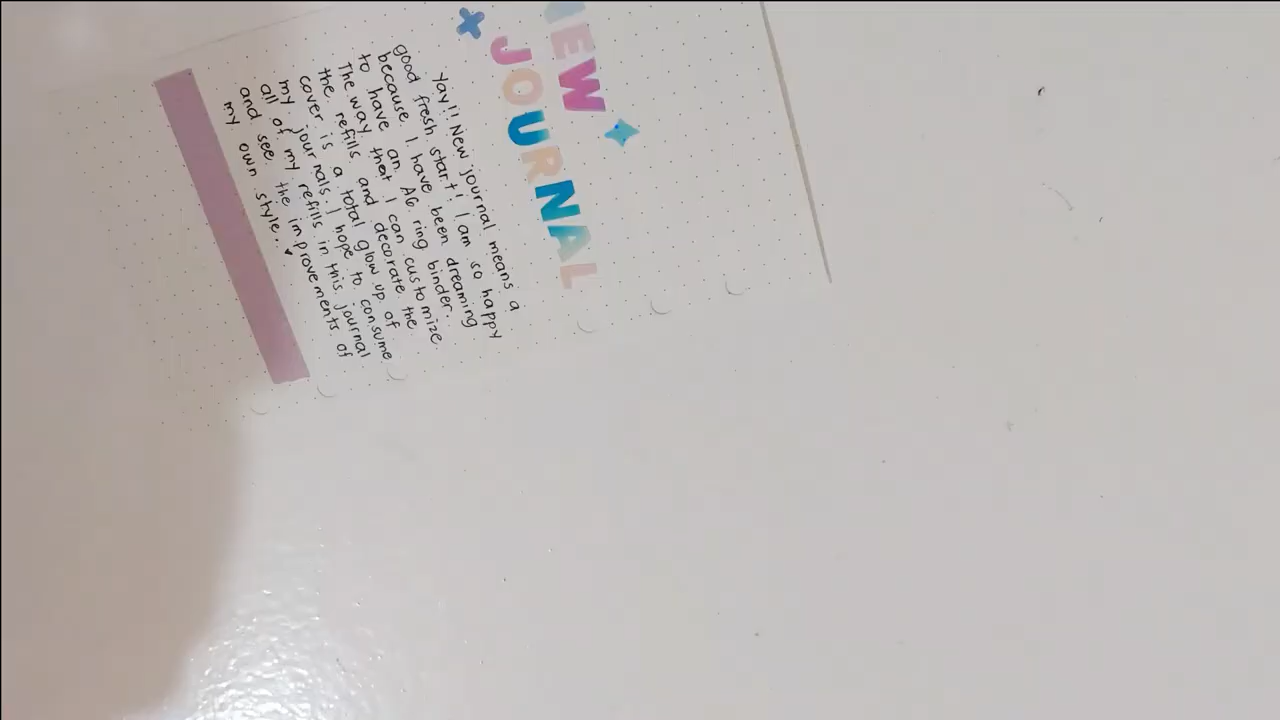 NEW
JOURNAL
Yay!! New journal means a
good fresh start! I am so happy
because I have been dreaming
to have an A6 ring binder.
The way that I can customize
the refills and decorate the
cover is a total glow up of
my journals. I hope to consume
all of my refills in this journal
and see the improvements of
my own style..